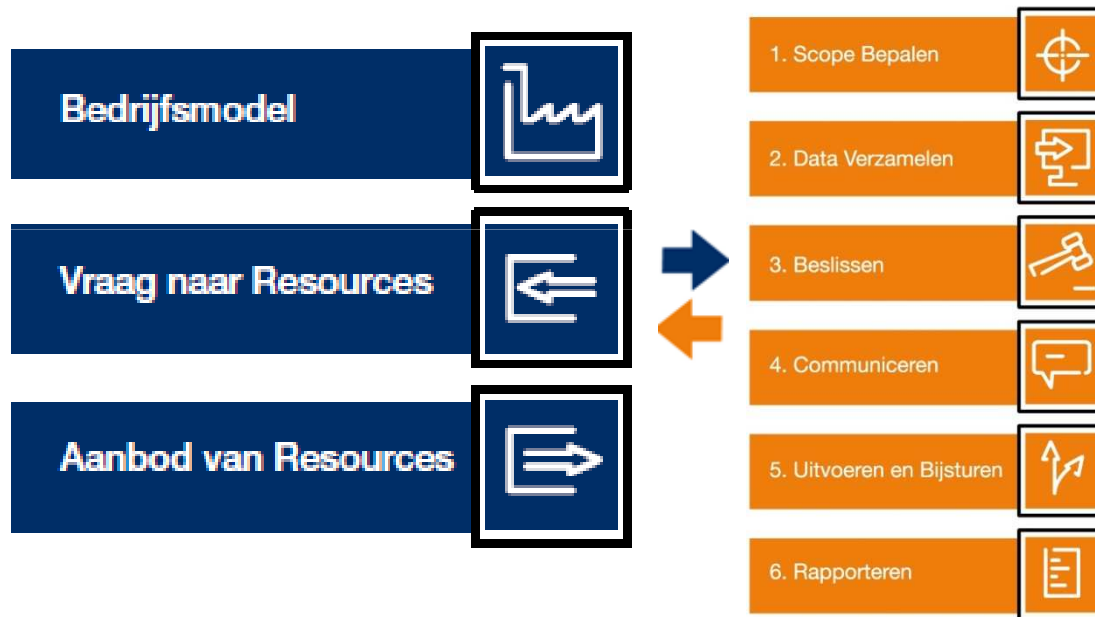 Bedrijfsmodel
Vraag naar Resources
Aanbod van Resources
1. Scope Bepalen
2. Data Verzamelen
3. Beslissen
4. Communiceren
5. Uitvoeren en Bijsturen
6. Rapporteren